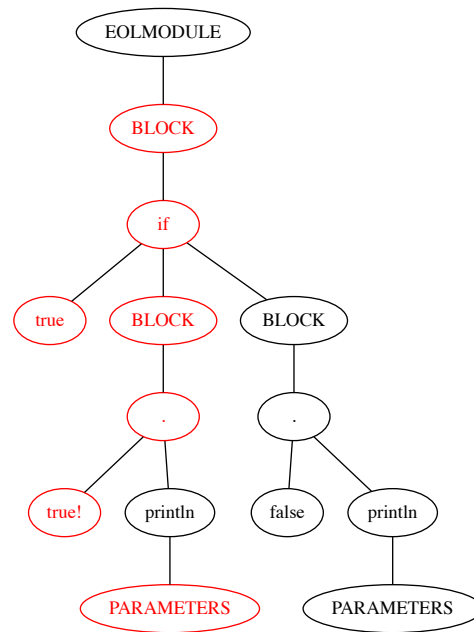 EOLMODULE
BLOCK
if
true BLOCK BLOCK
. .
true! println false println
PARAMETERS PARAMETERS